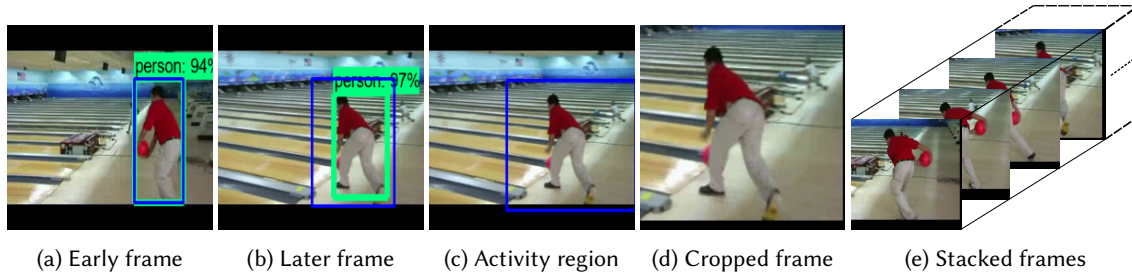 person: 94%
person: 97%
(a) Early frame
(b) Later frame
(c) Activity region
(d) Cropped frame
(e) Stacked frames